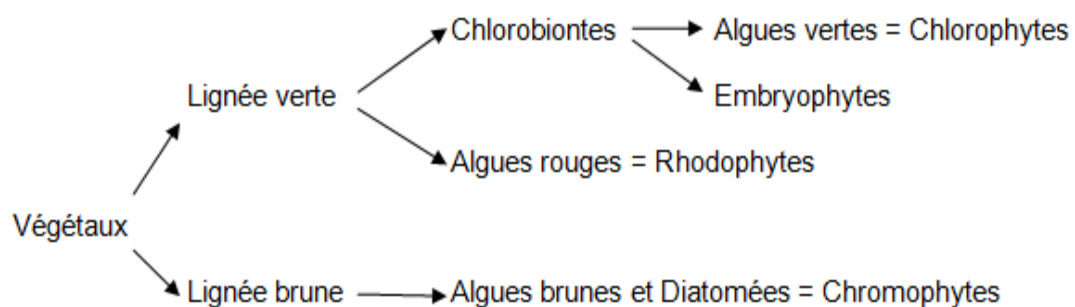 Chlorobiontes
Algues vertes = Chlorophytes
Lignée verte
Embryophytes
Algues rouges = Rhodophytes
Végétaux
Lignée brune
Algues brunes et Diatomées = Chromophytes